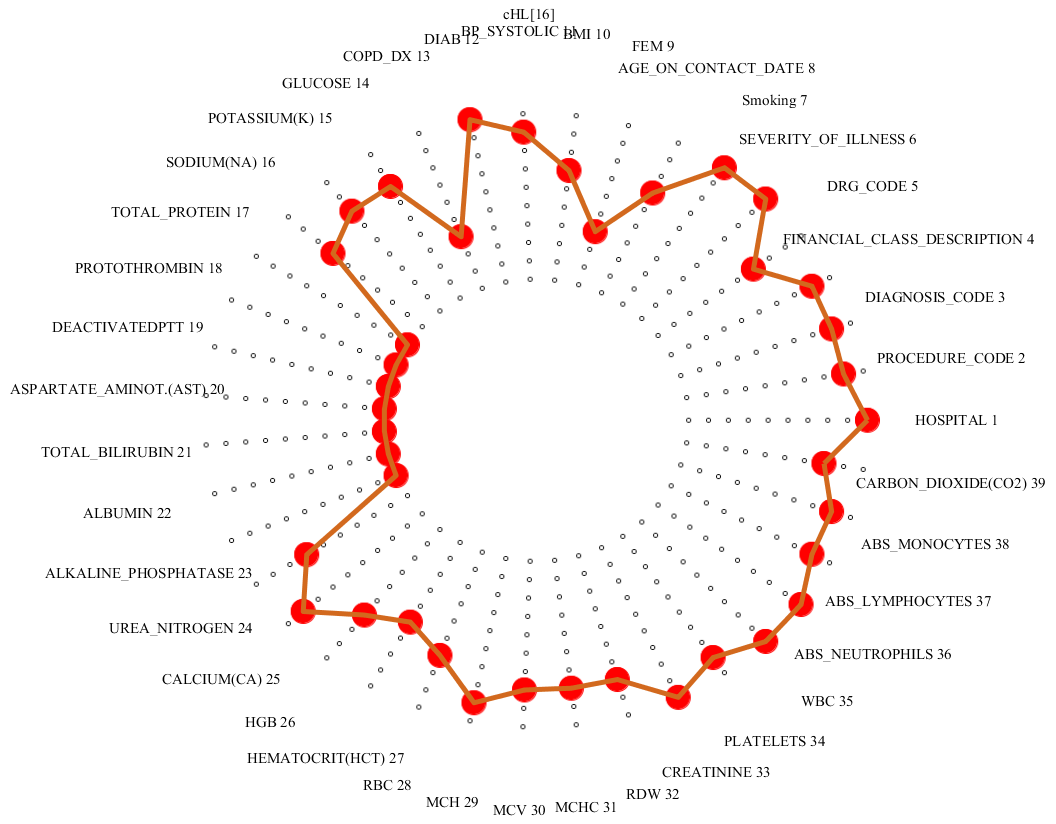 cHL[16]
BP_SYSTOLIC 11
BMI 10
DIAB 12
FEM 9
COPD_DX 13
AGE_ON_CONTACT_DATE 8
GLUCOSE 14
Smoking 7
POTASSIUM(K) 15
SEVERITY_OF_ILLNESS 6
SODIUM(NA) 16
DRG_CODE 5
TOTAL_PROTEIN 17
FINANCIAL_CLASS_DESCRIPTION 4
PROTOTHROMBIN 18
DIAGNOSIS_CODE 3
DEACTIVATEDPTT 19
PROCEDURE_CODE 2
ASPARTATE_AMINOT.(AST) 20
HOSPITAL 1
TOTAL_BILIRUBIN 21
CARBON_DIOXIDE(CO2) 39
ALBUMIN 22
ABS_MONOCYTES 38
ALKALINE_PHOSPHATASE 23
ABS_LYMPHOCYTES 37
UREA_NITROGEN 24
ABS_NEUTROPHILS 36
CALCIUM(CA) 25
WBC 35
HGB 26
PLATELETS 34
HEMATOCRIT(HCT) 27
CREATININE 33
RBC 28
RDW 32
MCH 29
MCV 30
MCHC 31